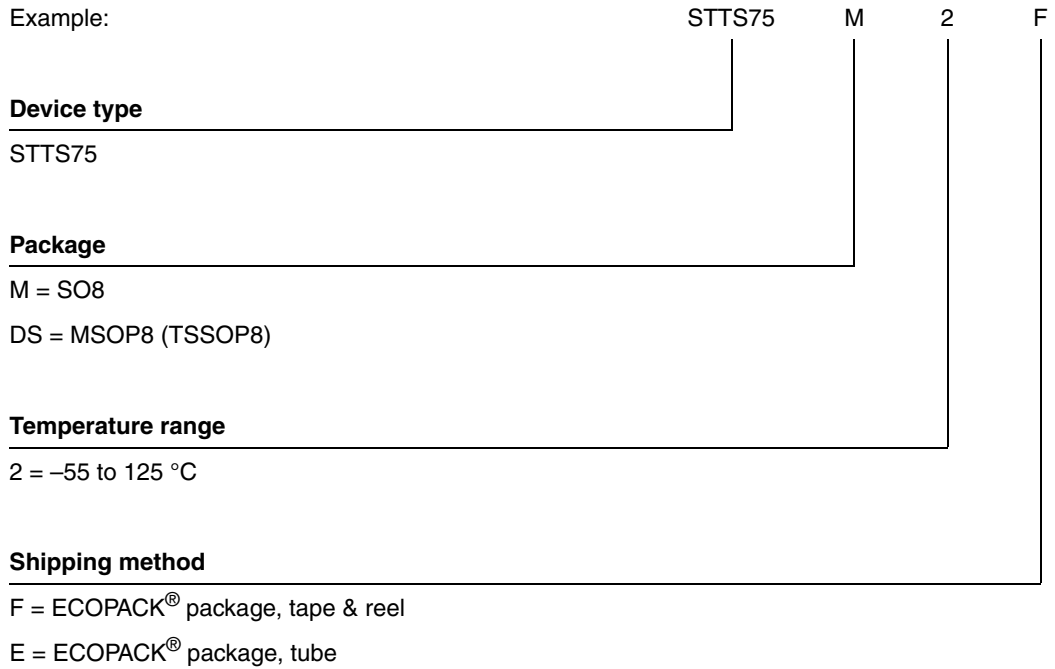 Example: STTS75 M 2 F
Device type
STTS75
Package
M = SO8
DS = MSOP8 (TSSOP8)
Temperature range
2 = –55 to 125 °C
Shipping method
F = ECOPACK® package, tape & reel
E = ECOPACK® package, tube